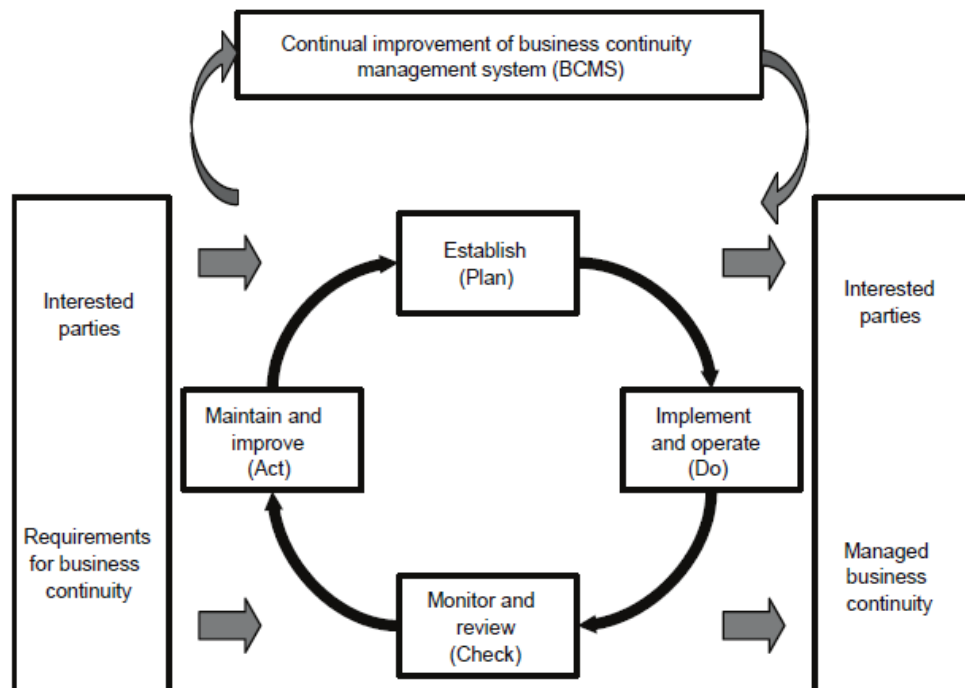 Continual improvement of business continuity
management system (BCMS)
Establish
(Plan)
Interested
parties
Interested
parties
Maintain and
improve
(Act)
Implement
and operate
(Do)
Requirements
for business
continuity
Managed
business
continuity
Monitor and
review
(Check)